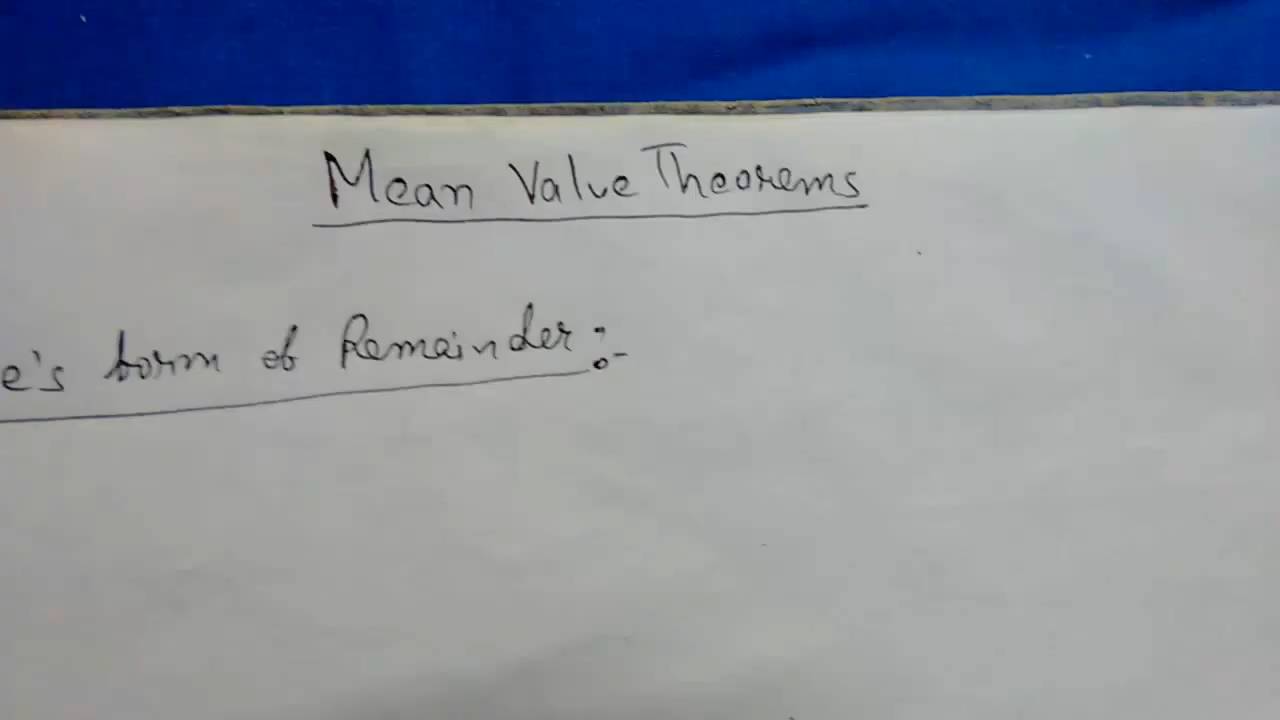 Mean Value Theorems
e's form of Remainder :-